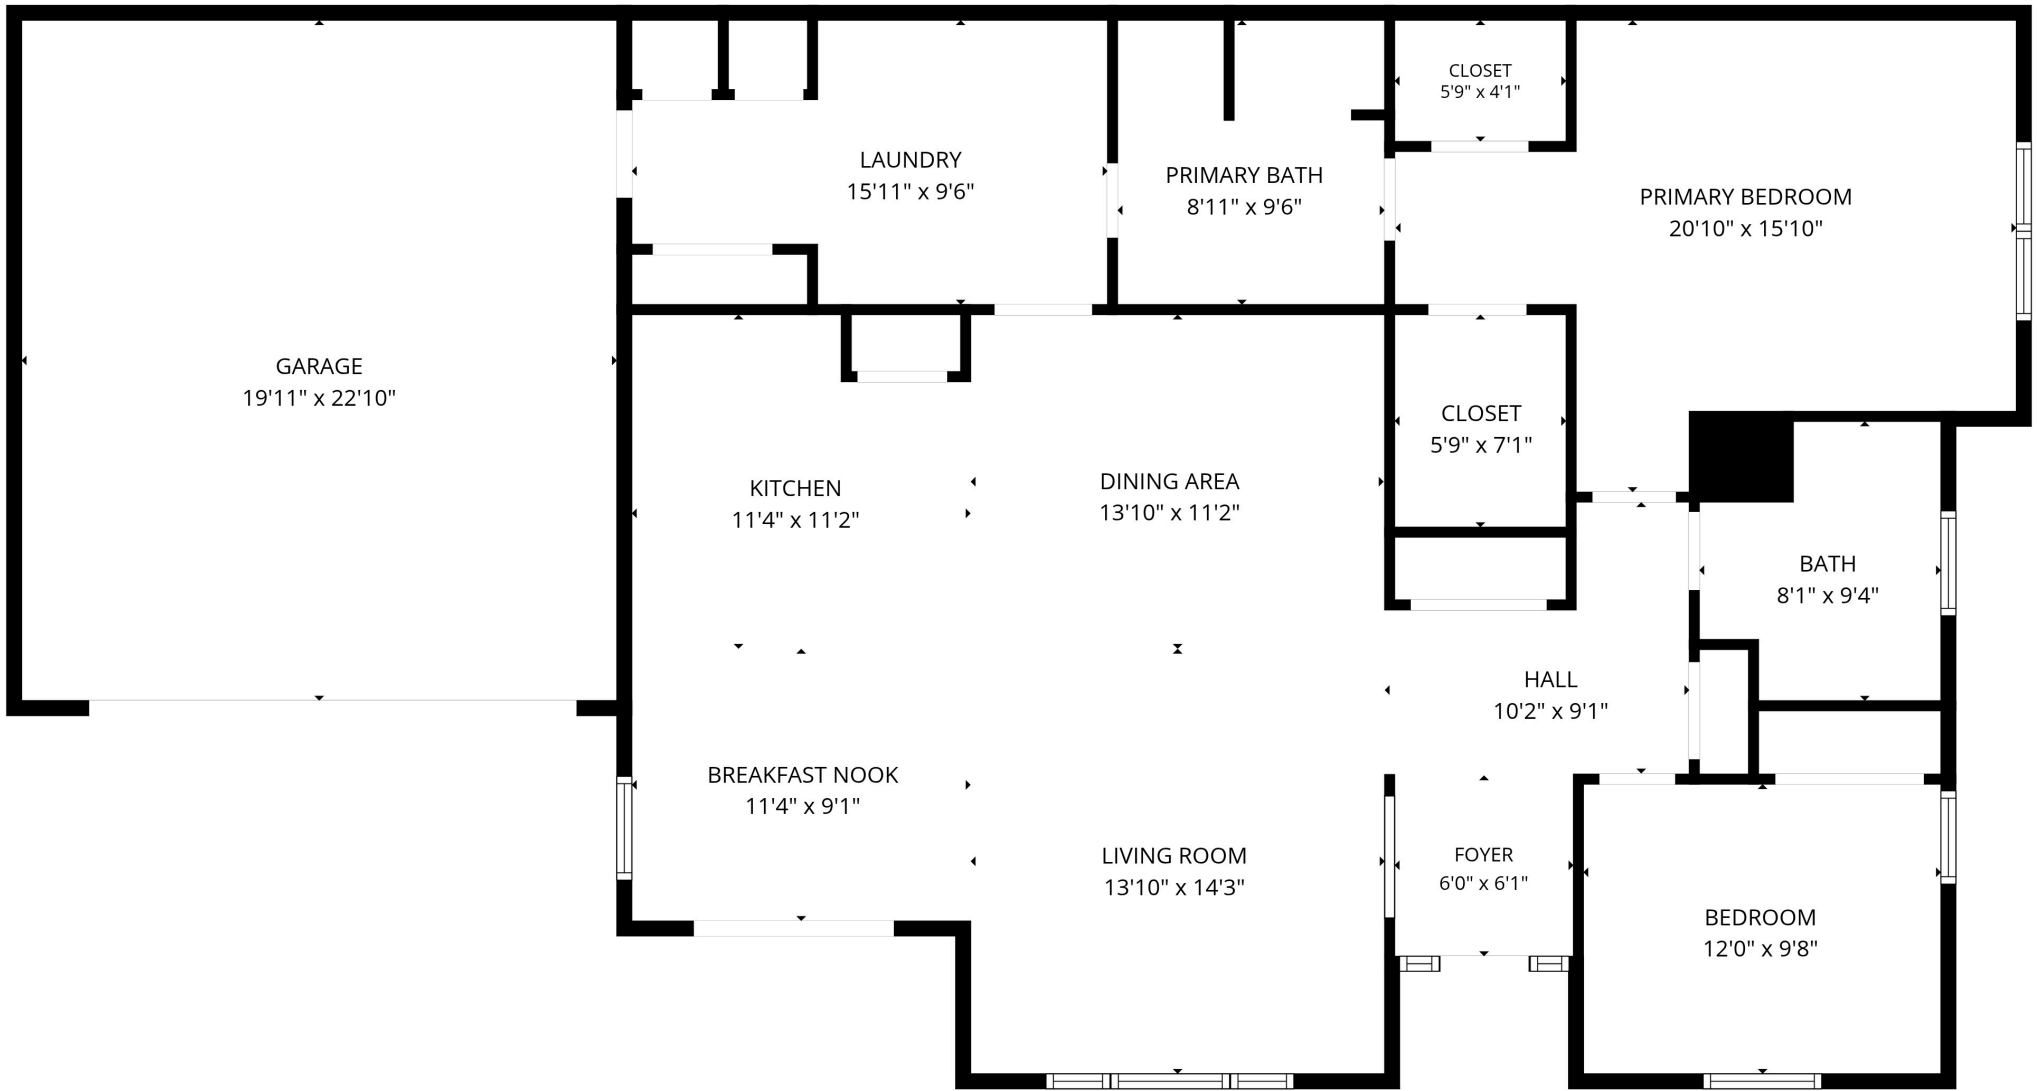 CLOSET
5'9" x 4'1"
LAUNDRY
15'11" x 9'6"
PRIMARY BATH
8'11" x 9'6"
PRIMARY BEDROOM
20'10" x 15'10"
GARAGE
19'11" x 22'10"
CLOSET
5'9" x 7'1"
KITCHEN
11'4" x 11'2"
DINING AREA
13'10" x 11'2"
BATH
8'1" x 9'4"
HALL
10'2" x 9'1"
BREAKFAST NOOK
11'4" x 9'1"
LIVING ROOM
13'10" x 14'3"
FOYER
6'0" x 6'1"
BEDROOM
12'0" x 9'8"